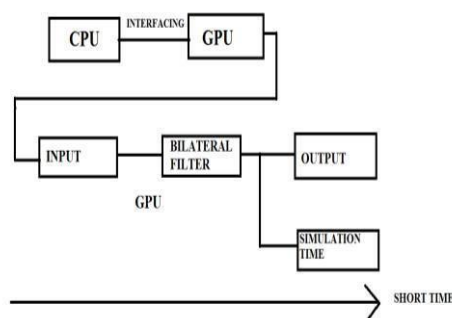 INTERFACING
CPU
GPU
INPUT
BILATERAL
FILTER
OUTPUT
GPU
SIMULATION
TIME
SHORT TIME